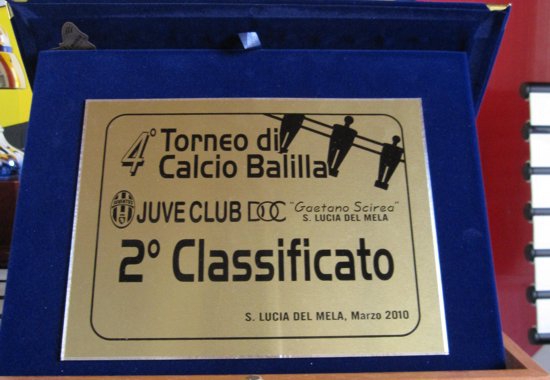 4° Torneo di
Calcio Balilla
JUVE CLUB DOC "Gaetano Scirea"
S. LUCIA DEL MELA
2° Classificato
S. LUCIA DEL MELA, Marzo 2010